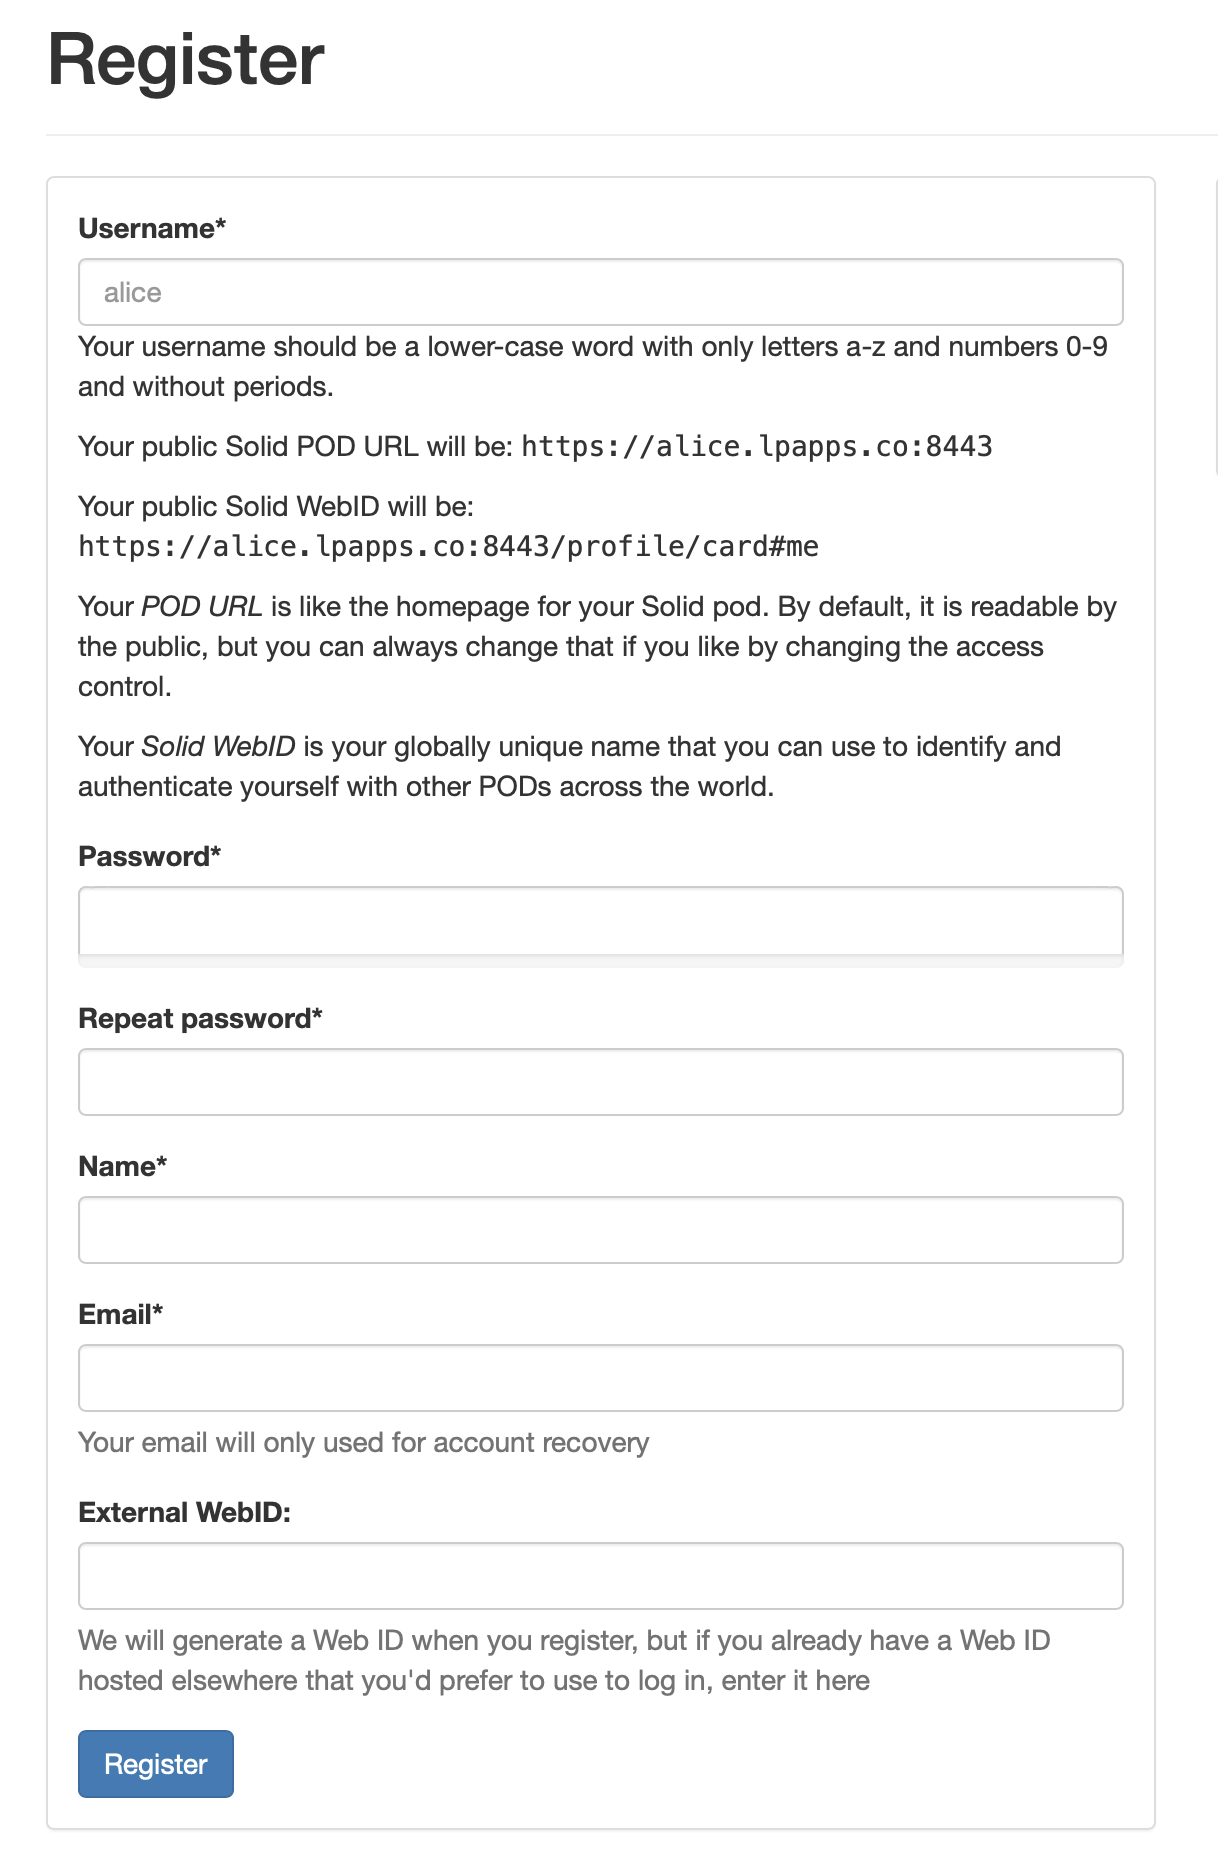 Register
Username*
alice
Your username should be a lower-case word with only letters a-z and numbers 0-9
and without periods.
Your public Solid POD URL will be: https://alice.lpapps.co:8443
Your public Solid WebID will be:
https://alice.lpapps.co:8443/profile/card#me
Your POD URL is like the homepage for your Solid pod. By default, it is readable by
the public, but you can always change that if you like by changing the access
control.
Your Solid WebID is your globally unique name that you can use to identify and
authenticate yourself with other PODs across the world.
Password*
Repeat password*
Name*
Email*
Your email will only used for account recovery
External WebID:
We will generate a Web ID when you register, but if you already have a Web ID
hosted elsewhere that you'd prefer to use to log in, enter it here
Register